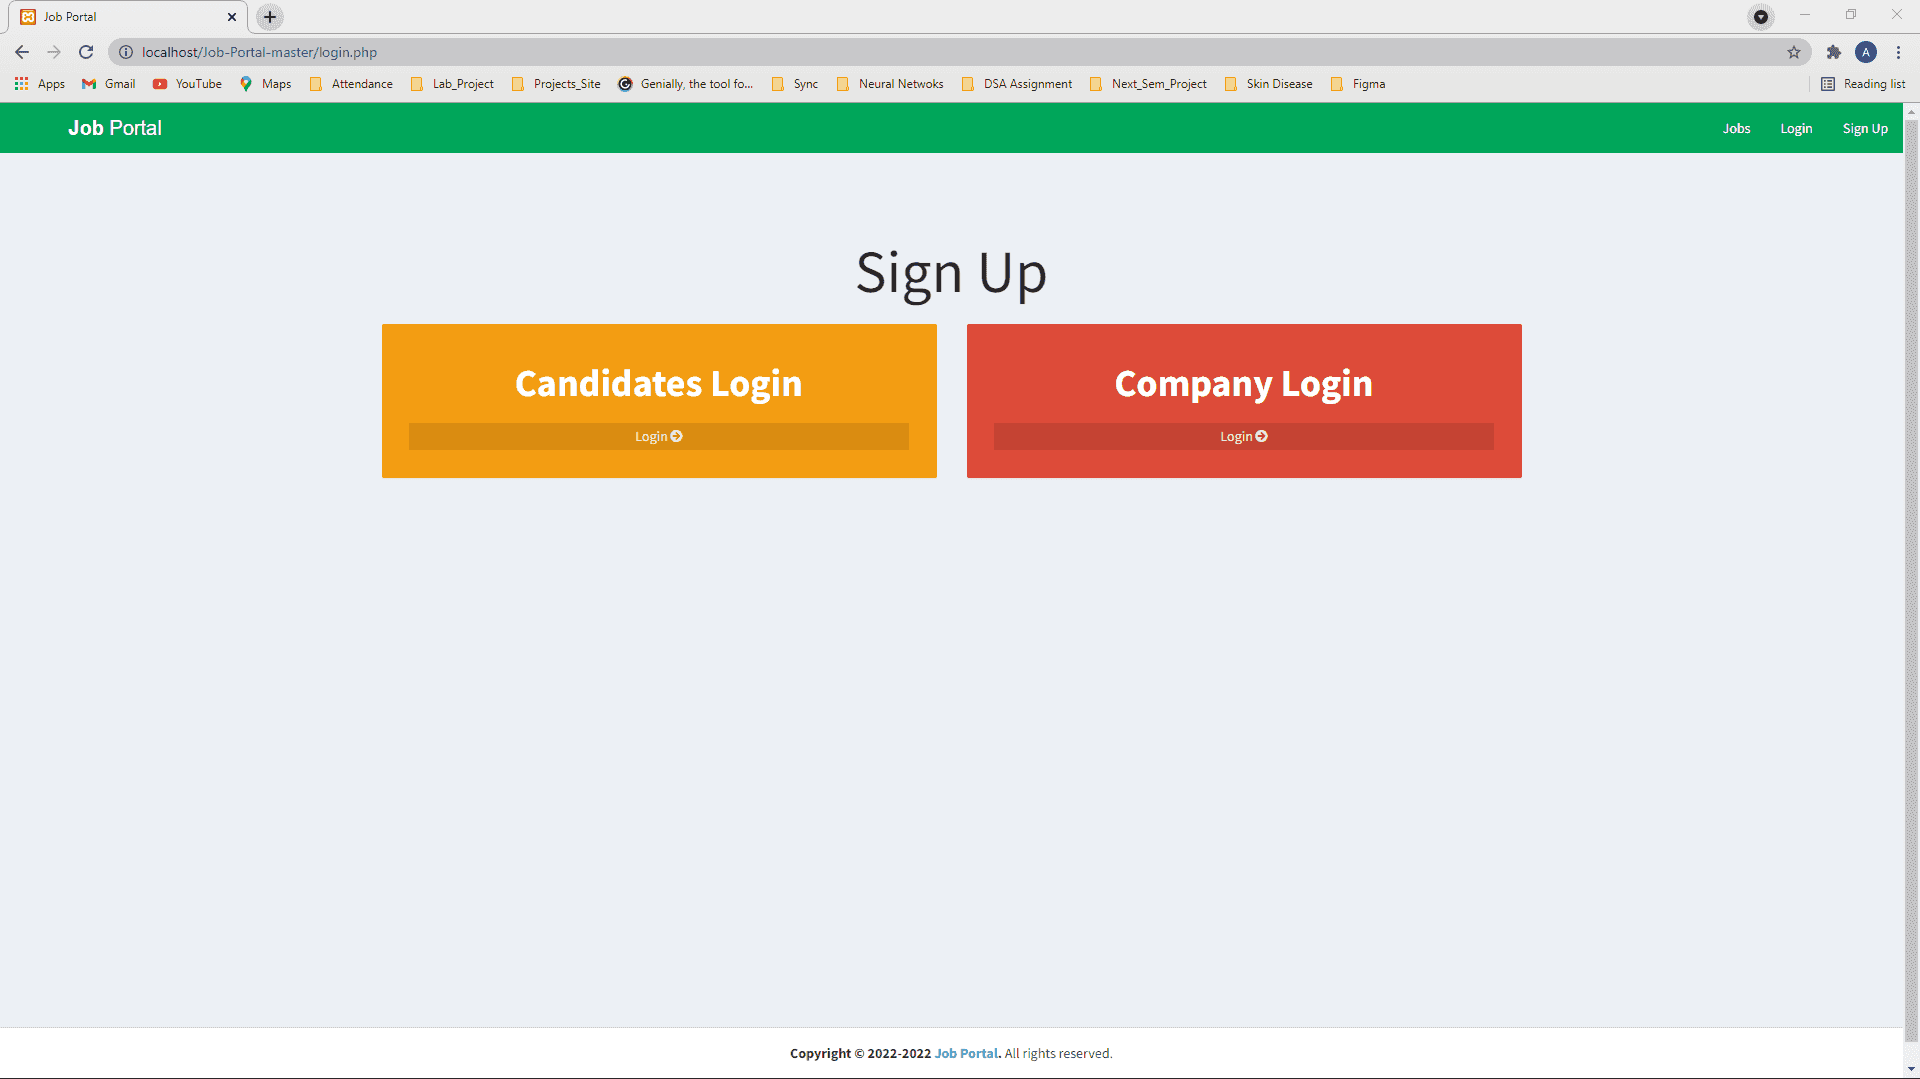 Job Portal
localhost/Job-Portal-master/login.php
A
Apps Gmail YouTube Maps Attendance Lab_Project Projects_Site Genially, the tool fo... Sync Neural Netwoks DSA Assignment Next_Sem_Project Skin Disease Figma Reading list
Job Portal Jobs Login Sign Up
Sign Up
Candidates Login
Login
Company Login
Login
Copyright © 2022-2022 Job Portal. All rights reserved.